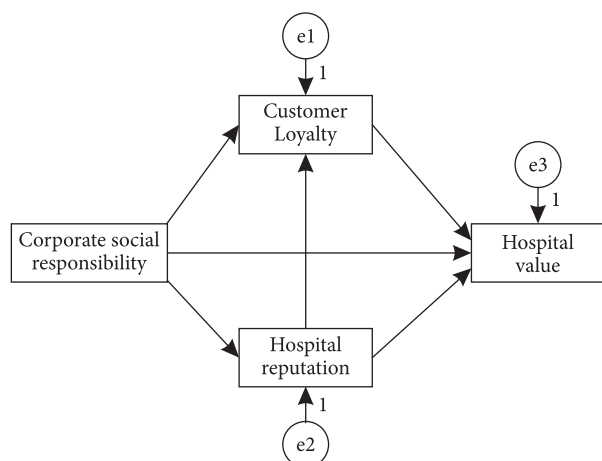 e1
1
Customer
Loyalty
e3
1
Corporate social
responsibility
Hospital
value
Hospital
reputation
1
e2